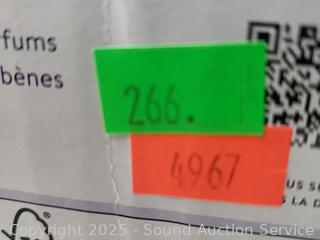 fums
bènes
266.
4967
US S
S LA D
Copyright 2025 - Sound Auction Service